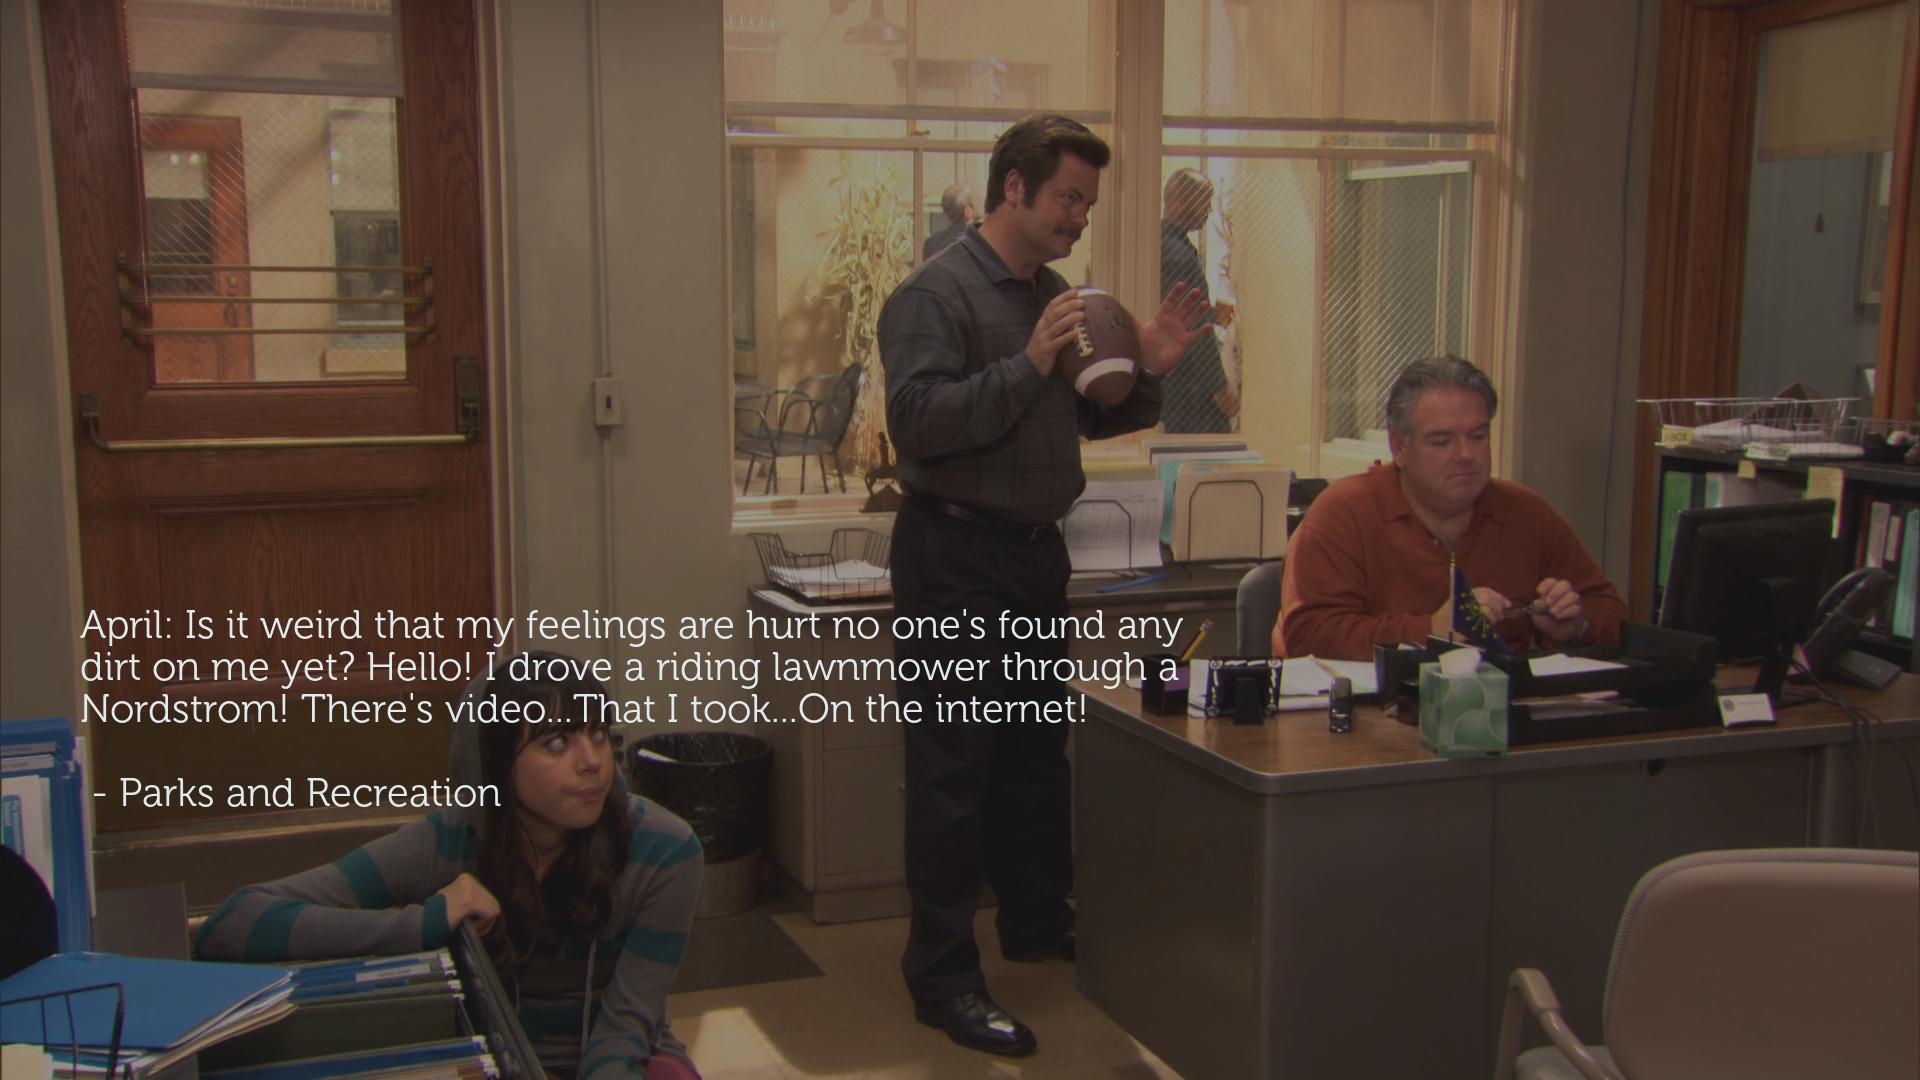 April: Is it weird that my feelings are hurt no one's found any
dirt on me yet? Hello! I drove a riding lawnmower through a
Nordstrom! There's video...That I took...On the internet!
- Parks and Recreation